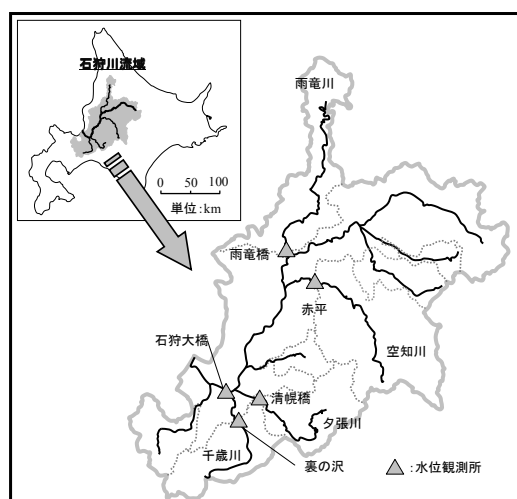 石狩川流域
0 50 100
単位:km
雨竜川
雨竜橋
赤平
石狩大橋
空知川
清幌橋
夕張川
千歳川
裏の沢
:水位観測所